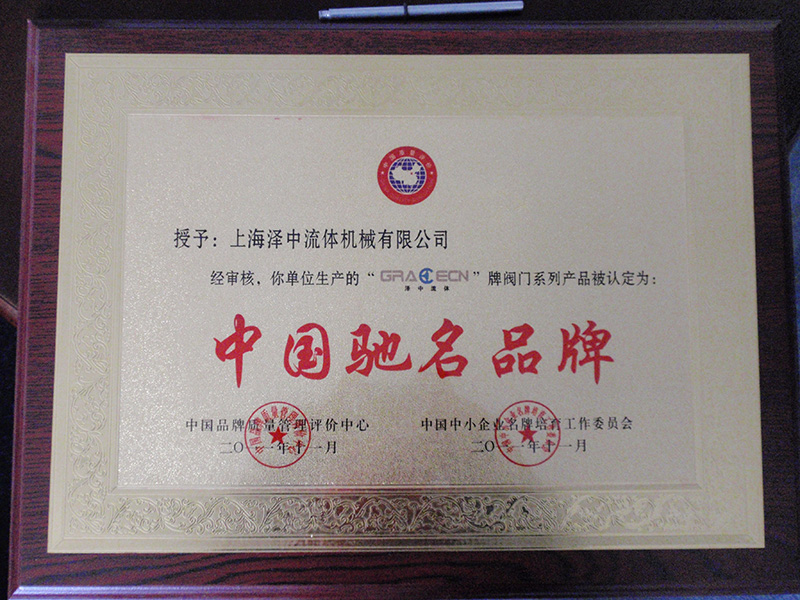 授予：上海泽中流体机械有限公司
经审核，你单位生产的“GRACECN”牌阀门系列产品被认定为：
泽中流体
中国驰名品牌
中国品牌质量管理评价中心
中国中小企业名牌培育工作委员会
二〇一一年十一月
二〇一一年十一月